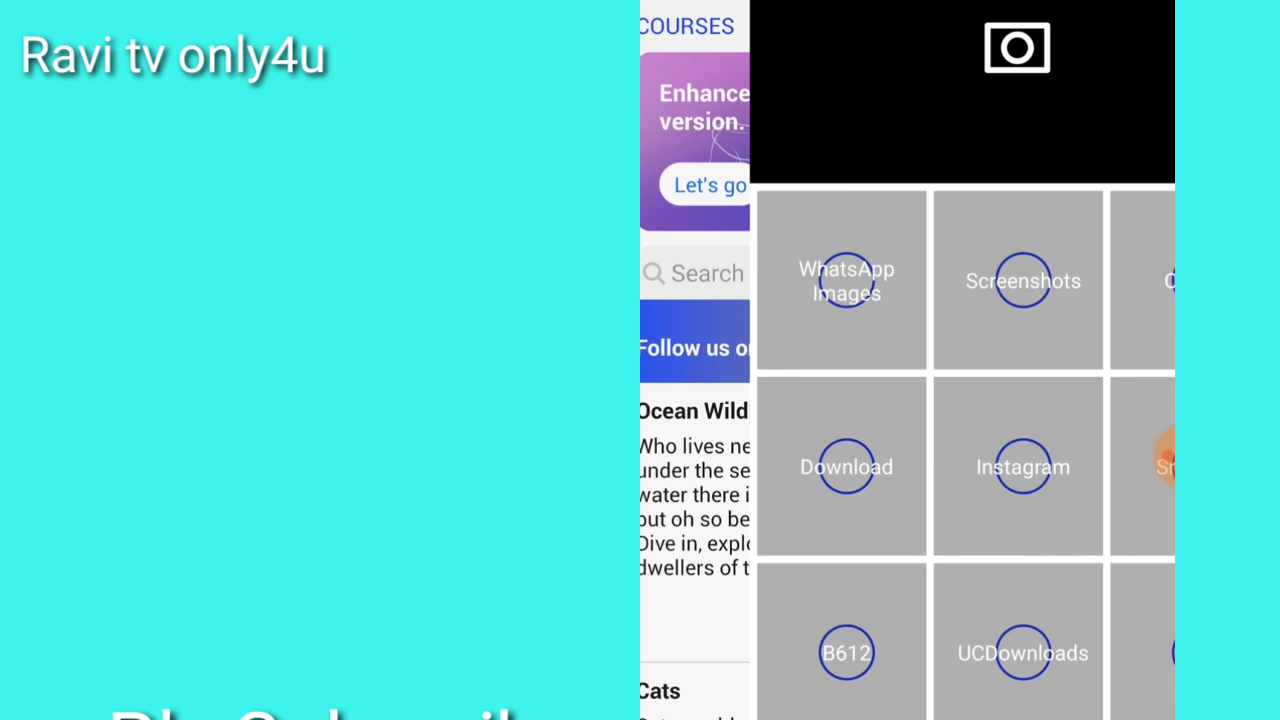 Ravi tv only4u
COURSES
Enhance
version.
Let's go
Search
Follow us o
Ocean Wild
Who lives ne
under the se
water there i
but oh so be
Dive in, explo
dwellers of t
Cats
WhatsApp
Images
Screenshots
Download
Instagram
B612
UCDownloads